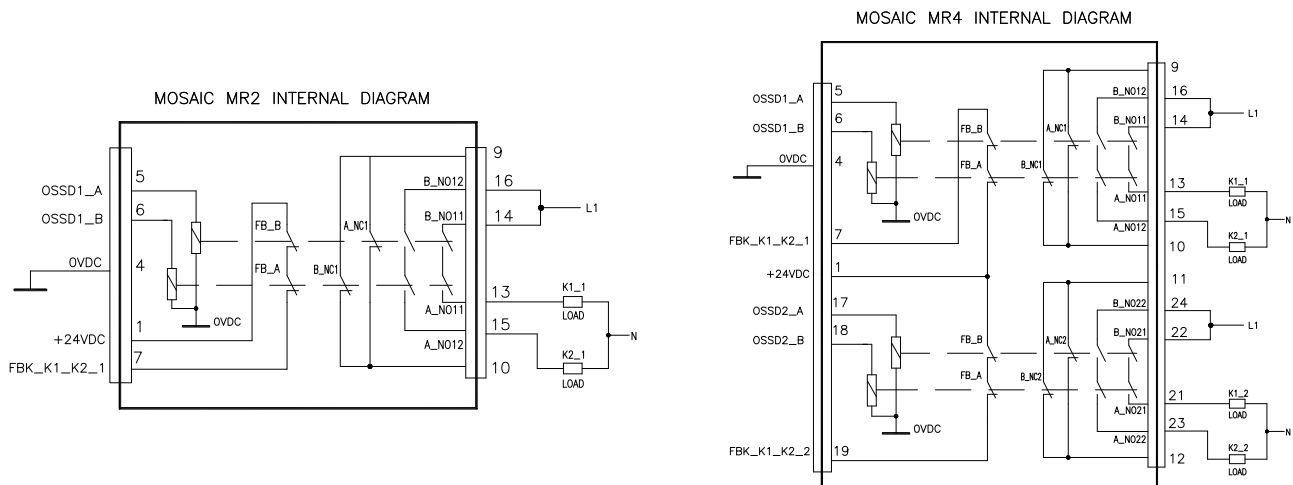 MOSAIC MR2 INTERNAL DIAGRAM
5
OSSD1_A
6
OSSD1_B
0VDC
4
0VDC
1
+24VDC
7
FBK_K1_K2_1
FB_B
A_NC1
FB_A
B_NC1
9
B_NO12
16
B_NO11
14
L1
13
K1_1
LOAD
A_NO11
15
N
A_NO12
K2_1
LOAD
10
MOSAIC MR4 INTERNAL DIAGRAM
5
OSSD1_A
6
OSSD1_B
0VDC
4
0VDC
7
FBK_K1_K2_1
1
+24VDC
17
OSSD2_A
18
OSSD2_B
0VDC
FBK_K1_K2_2
19
FB_B
A_NC1
FB_A
B_NC1
9
B_NO12
16
B_NO11
14
L1
13
K1_1
LOAD
A_NO11
15
N
A_NO12
K2_1
LOAD
10
11
B_NO22
24
B_NO21
22
L1
FB_B
A_NC2
FB_A
B_NC2
21
K1_2
LOAD
A_NO21
23
N
A_NO22
K2_2
LOAD
12